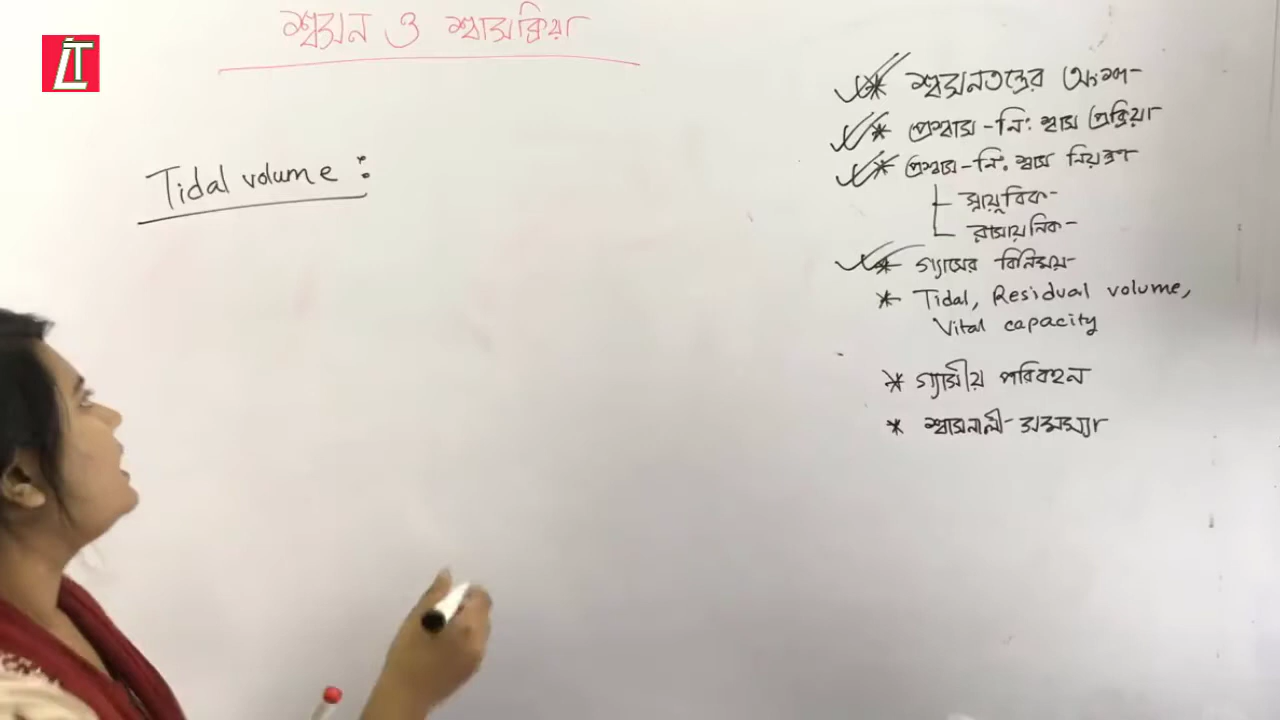 LT
শ্বসন ও শ্বাসক্রিয়া
Tidal volume :
* শ্বসনতন্ত্রের অংশ-
* প্রশ্বাস-নিঃশ্বাস প্রক্রিয়া
* প্রশ্বাস-নিঃশ্বাস নিয়ন্ত্রণ
স্নায়ুবিক-
রাসায়নিক-
* গ্যাসের বিনিময়-
* Tidal, Residual volume,
Vital capacity
* গ্যাসীয় পরিবহন
* শ্বাসনালী-সমস্যা